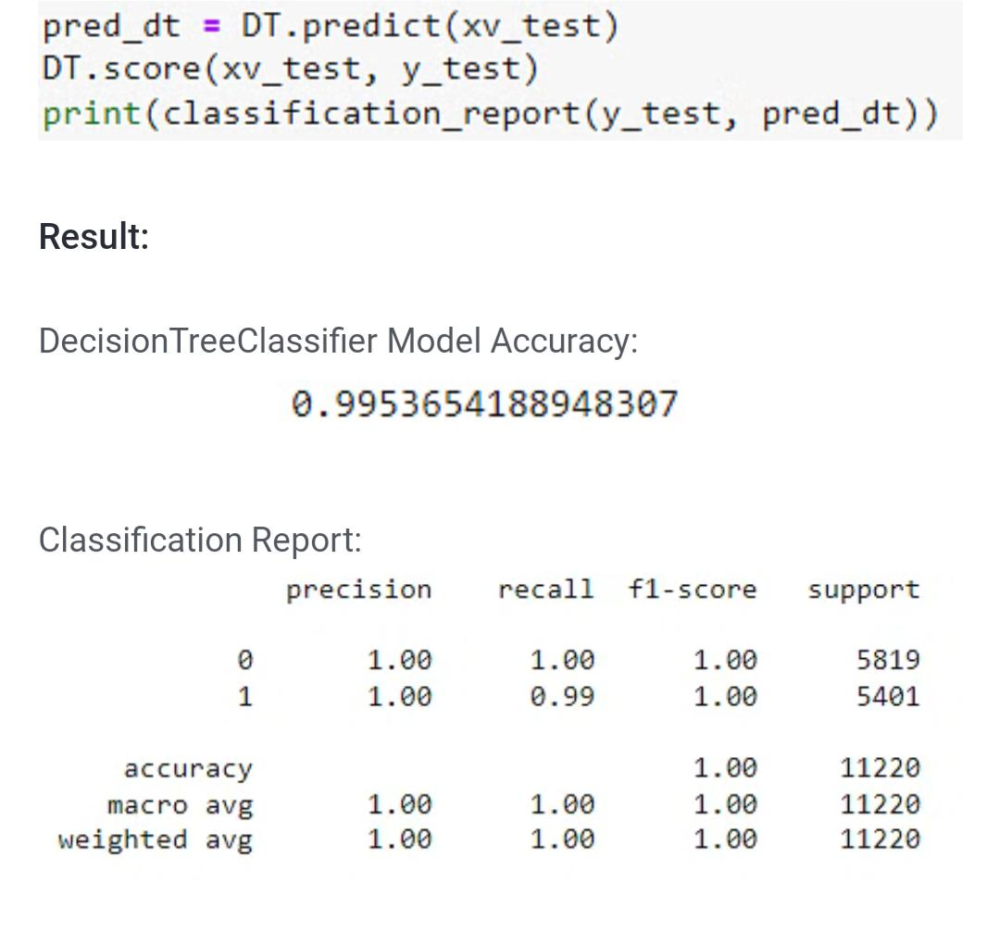 pred_dt = DT.predict(xv_test)
DT.score(xv_test, y_test)
print(classification_report(y_test, pred_dt))
Result:
DecisionTreeClassifier Model Accuracy:
0.9953654188948307
Classification Report:
precision recall f1-score support
0 1.00 1.00 1.00 5819
1 1.00 0.99 1.00 5401
accuracy 1.00 11220
macro avg 1.00 1.00 1.00 11220
weighted avg 1.00 1.00 1.00 11220